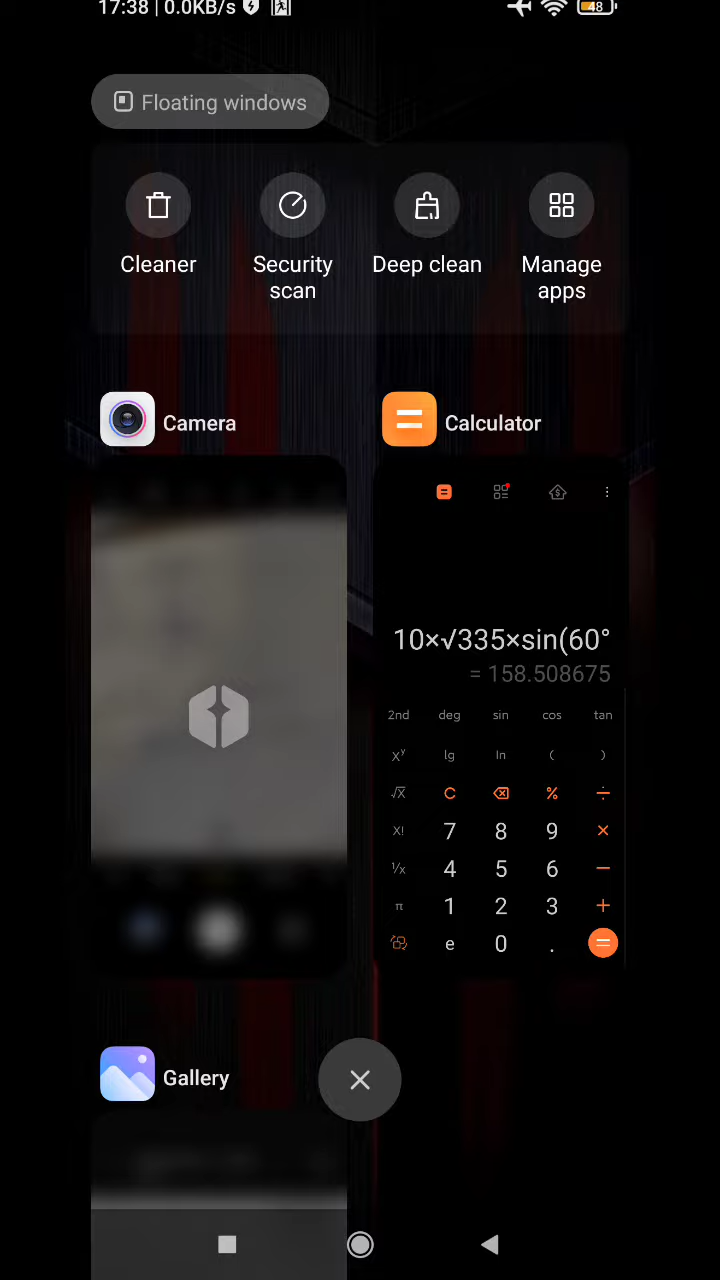 17:38 | 0.0KB/s
48
Floating windows
Cleaner
Security scan
Deep clean
Manage apps
Camera
Calculator
10×√335×sin(60°
= 158.508675
2nd deg sin cos tan
Xʸ lg ln ( )
√x C % ÷
X! 7 8 9 ×
¹/x 4 5 6 −
π 1 2 3 +
e 0 . =
Gallery